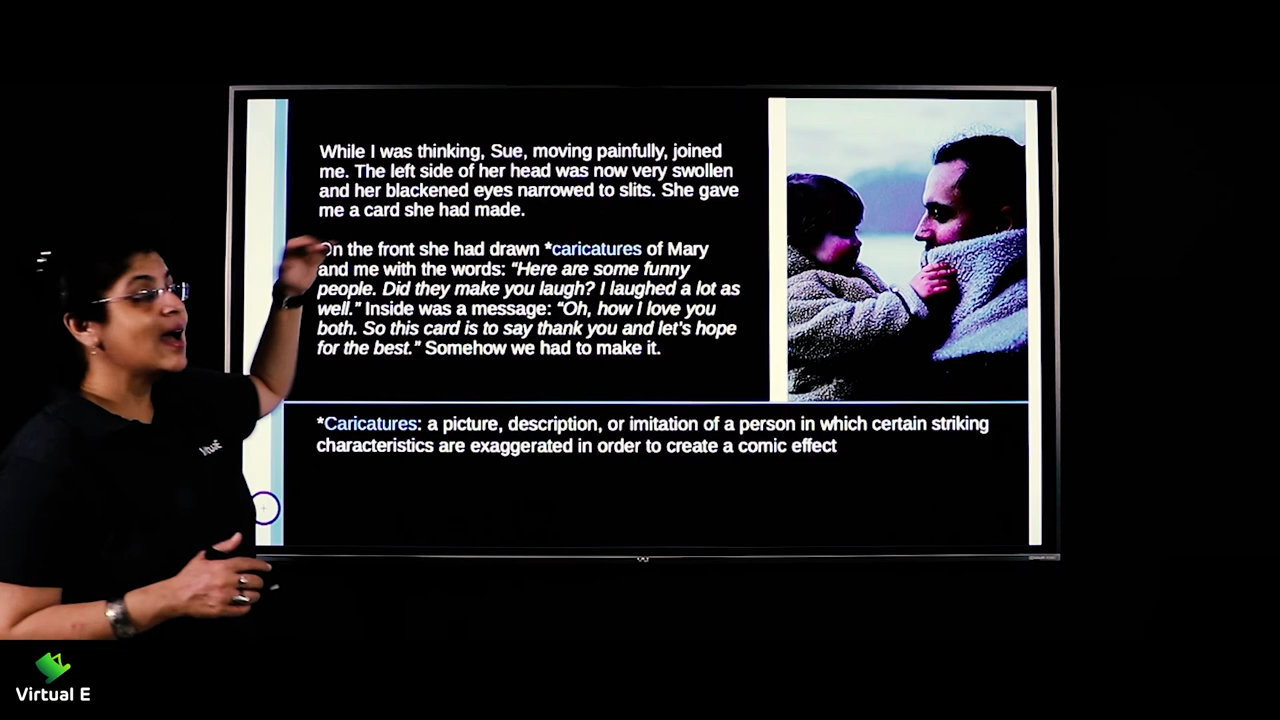 While I was thinking, Sue, moving painfully, joined
me. The left side of her head was now very swollen
and her blackened eyes narrowed to slits. She gave
me a card she had made.
On the front she had drawn *caricatures of Mary
and me with the words: “Here are some funny
people. Did they make you laugh? I laughed a lot as
well.” Inside was a message: “Oh, how I love you
both. So this card is to say thank you and let’s hope
for the best.” Somehow we had to make it.
*Caricatures: a picture, description, or imitation of a person in which certain striking
characteristics are exaggerated in order to create a comic effect
Virtual E